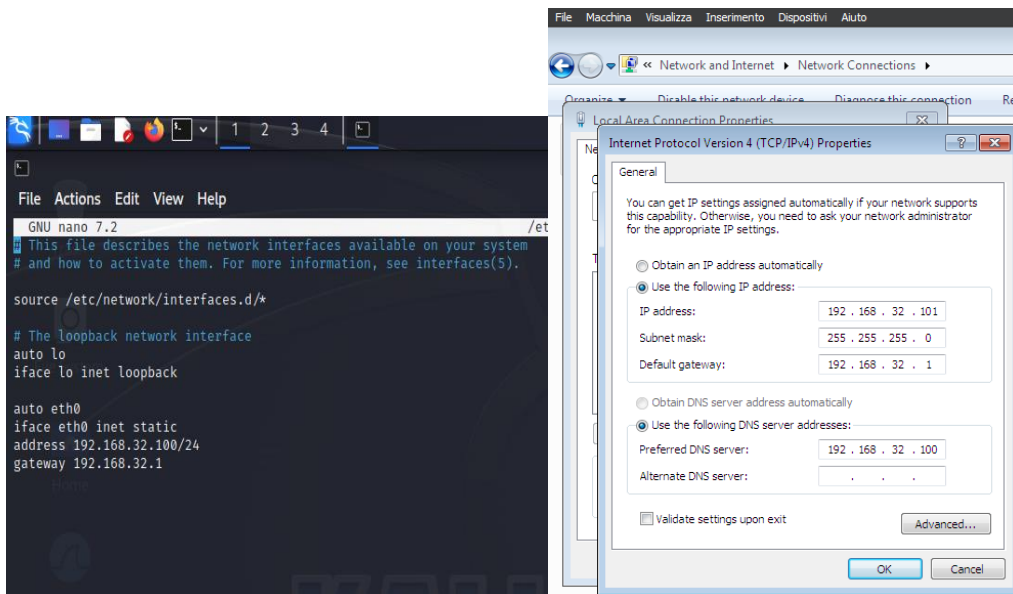 1 2 3 4
File Actions Edit View Help
GNU nano 7.2 /et
# This file describes the network interfaces available on your system
# and how to activate them. For more information, see interfaces(5).
source /etc/network/interfaces.d/*
# The loopback network interface
auto lo
iface lo inet loopback
auto eth0
iface eth0 inet static
address 192.168.32.100/24
gateway 192.168.32.1
Home
File Macchina Visualizza Inserimento Dispositivi Aiuto
« Network and Internet Network Connections
Organize Disable this network device Diagnose this connection Re
Local Area Connection Properties
Ne
Internet Protocol Version 4 (TCP/IPv4) Properties
General
You can get IP settings assigned automatically if your network supports
this capability. Otherwise, you need to ask your network administrator
for the appropriate IP settings.
Obtain an IP address automatically
Use the following IP address:
IP address: 192 . 168 . 32 . 101
Subnet mask: 255 . 255 . 255 . 0
Default gateway: 192 . 168 . 32 . 1
Obtain DNS server address automatically
Use the following DNS server addresses:
Preferred DNS server: 192 . 168 . 32 . 100
Alternate DNS server: . . .
Validate settings upon exit
Advanced...
OK Cancel